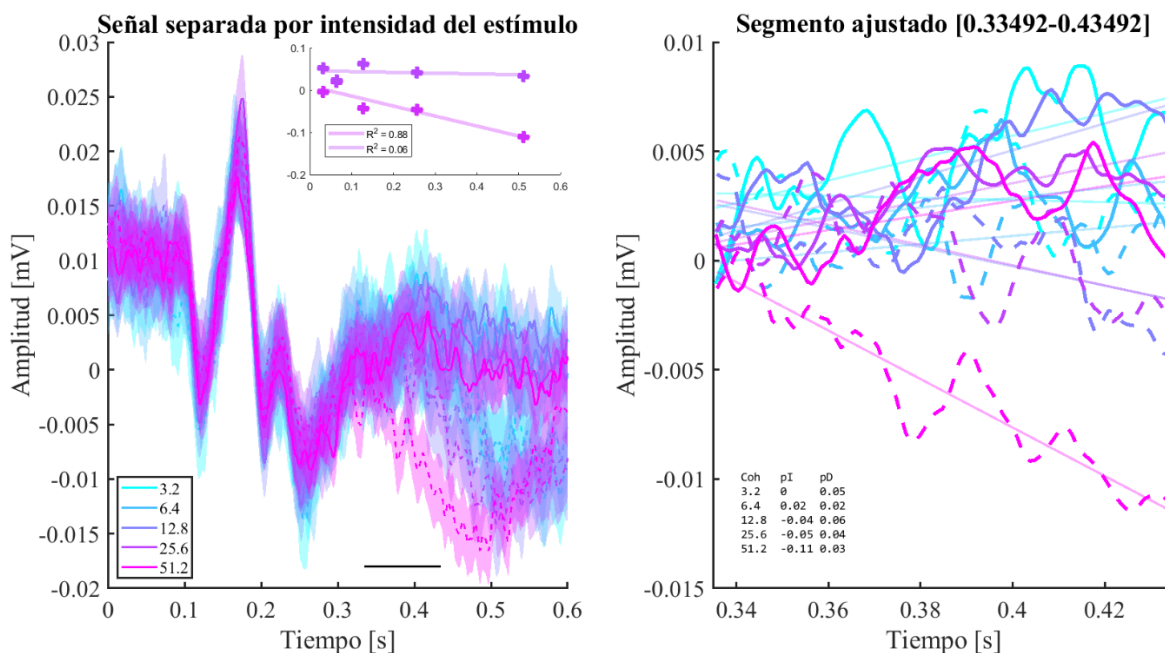 Señal separada por intensidad del estímulo
0.03
0.025
0.02
0.015
0.01
0.005
0
-0.005
-0.01
-0.015
-0.02
Amplitud [mV]
0 0.1 0.2 0.3 0.4 0.5 0.6
Tiempo [s]
0.1
0
-0.1
-0.2
0 0.1 0.2 0.3 0.4 0.5 0.6
R² = 0.88
R² = 0.06
3.2
6.4
12.8
25.6
51.2
Segmento ajustado [0.33492-0.43492]
0.01
0.005
0
-0.005
-0.01
-0.015
Amplitud [mV]
Coh pI pD
3.2 0 0.05
6.4 0.02 0.02
12.8 -0.04 0.06
25.6 -0.05 0.04
51.2 -0.11 0.03
0.34 0.36 0.38 0.4 0.42
Tiempo [s]